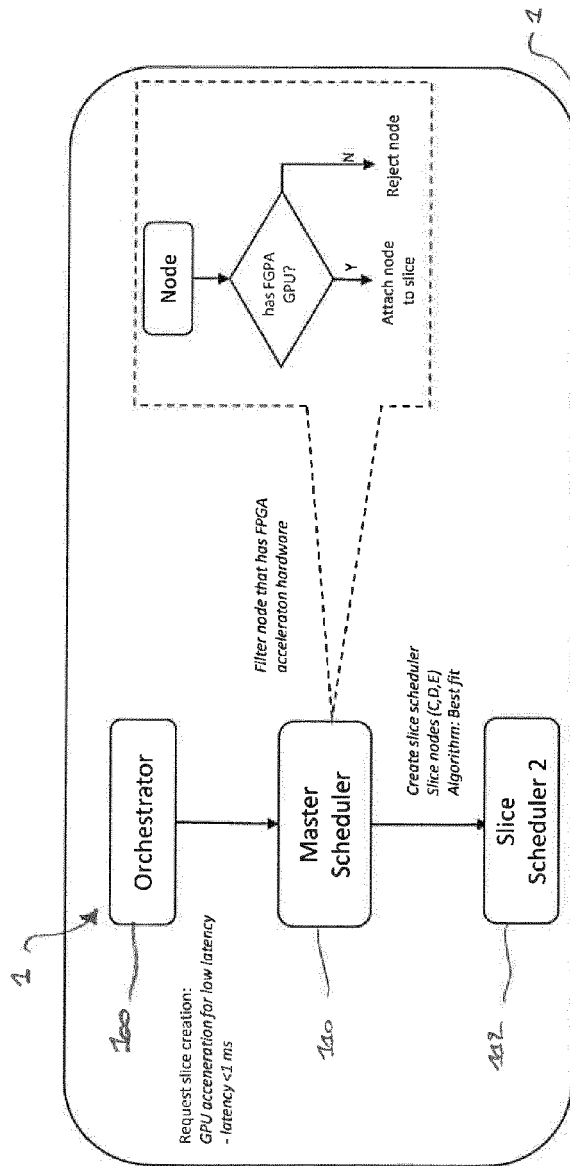 1
100
Orchestrator
Request slice creation:
GPU acceneration for low latency
- latency <1 ms
110
Master
Scheduler
Filter node that has FPGA
acceleraton hardware
Create slice scheduler
Slice nodes (C,D,E)
Algorithm: Best fit
112
Slice
Scheduler 2
Node
has FGPA
GPU?
Y
N
Attach node
to slice
Reject node
1